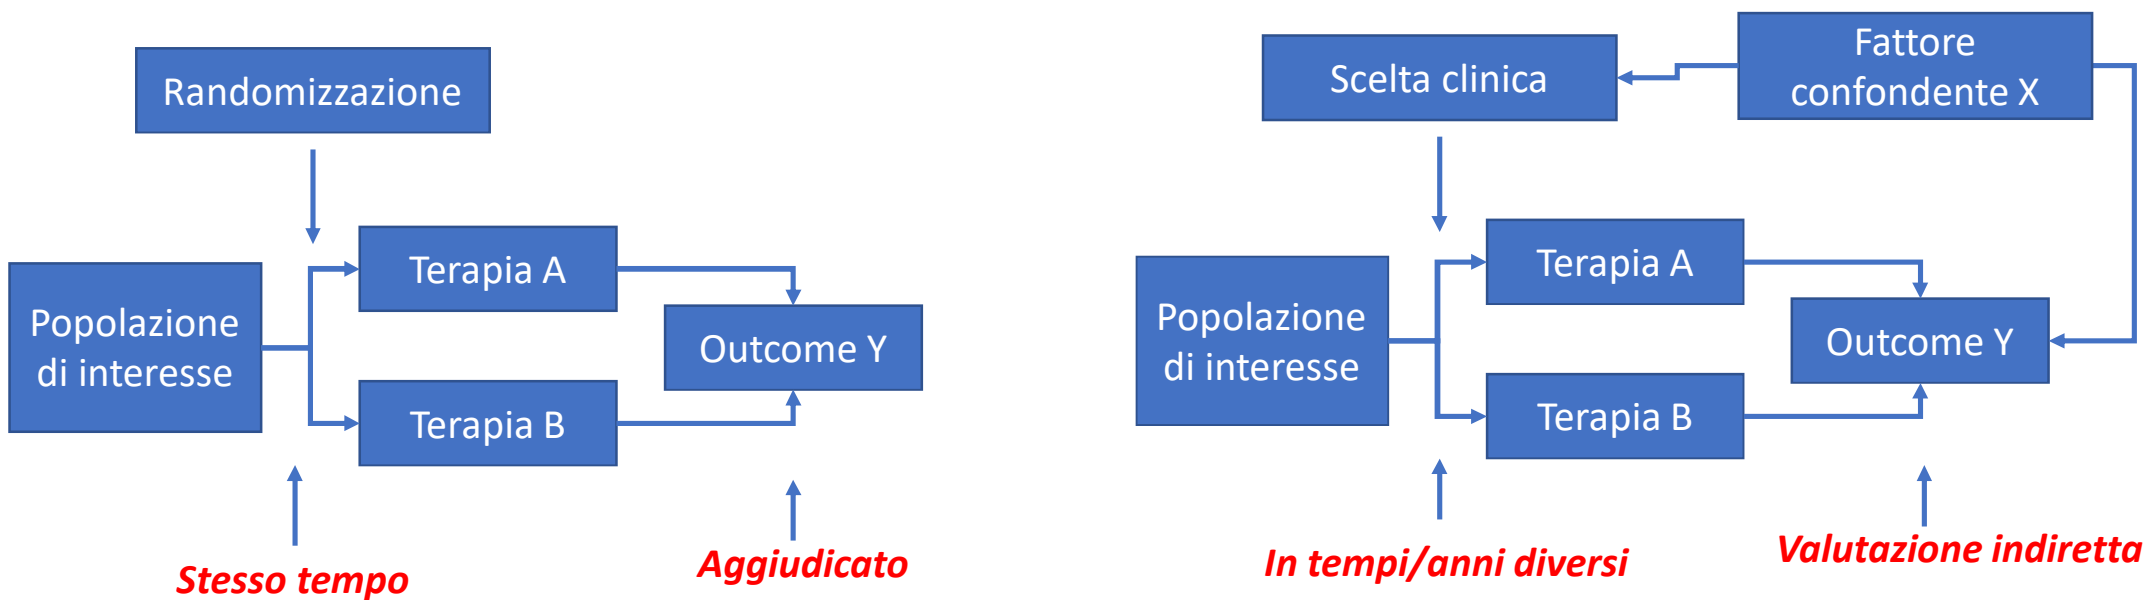 Randomizzazione
Popolazione
di interesse
Terapia A
Terapia B
Outcome Y
Stesso tempo
Aggiudicato
Scelta clinica
Fattore
confondente X
Popolazione
di interesse
Terapia A
Terapia B
Outcome Y
In tempi/anni diversi
Valutazione indiretta